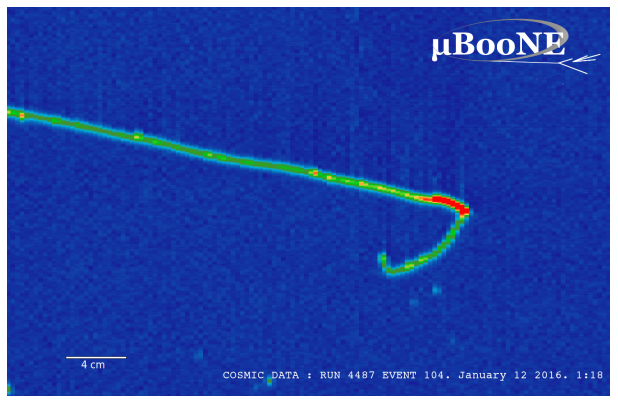 µBooNE
4 cm
COSMIC DATA : RUN 4487 EVENT 104. January 12 2016. 1:18